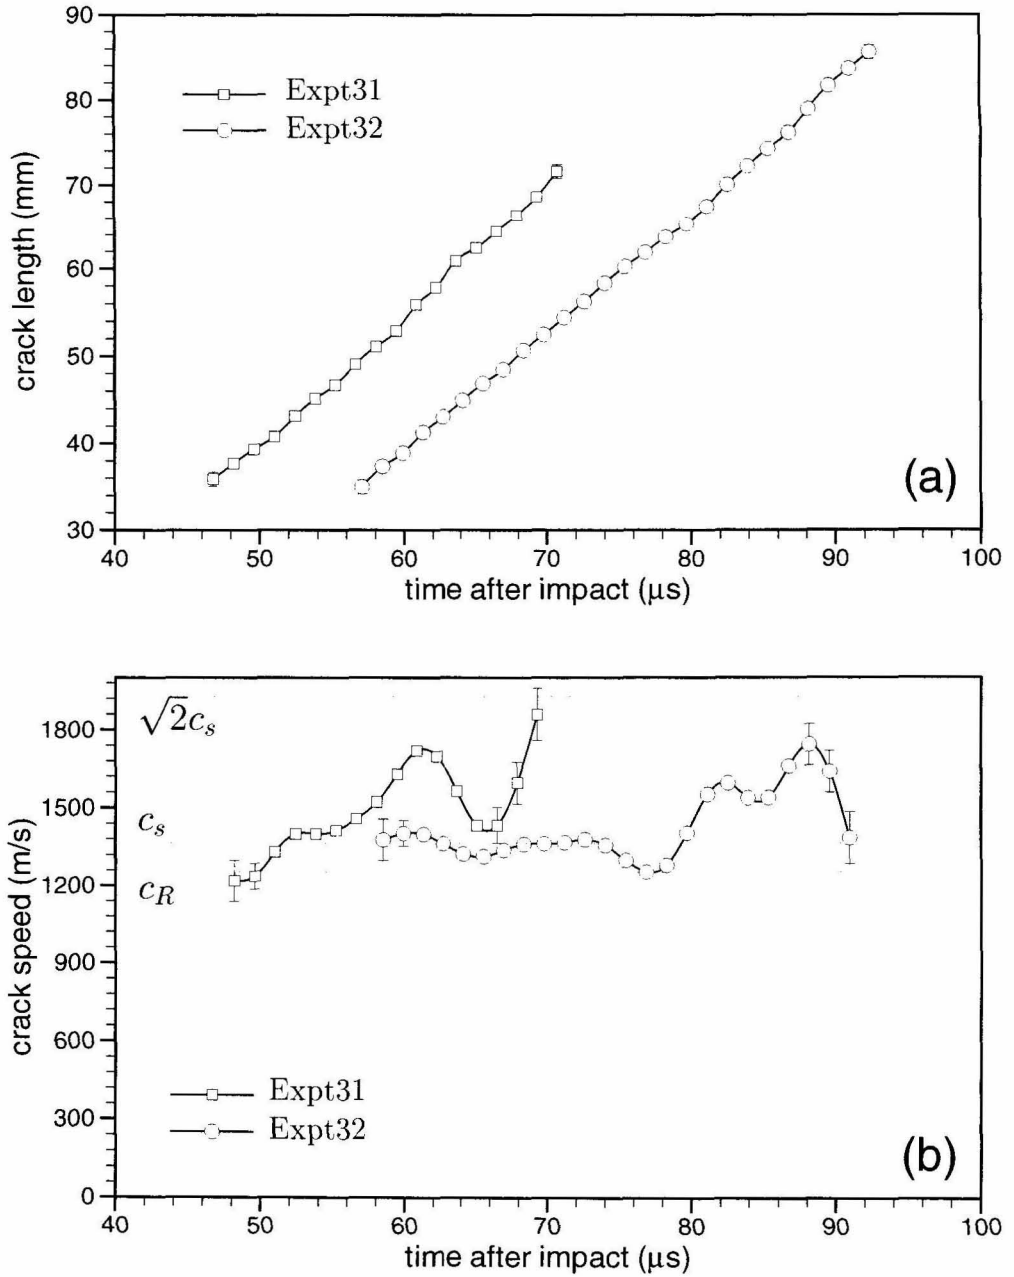 90
80
70
60
50
40
30
crack length (mm)
Expt31
Expt32
(a)
40 50 60 70 80 90 100
time after impact (μs)
1800
1500
1200
900
600
300
0
crack speed (m/s)
√2cₛ
cₛ
c_R
Expt31
Expt32
(b)
40 50 60 70 80 90 100
time after impact (μs)